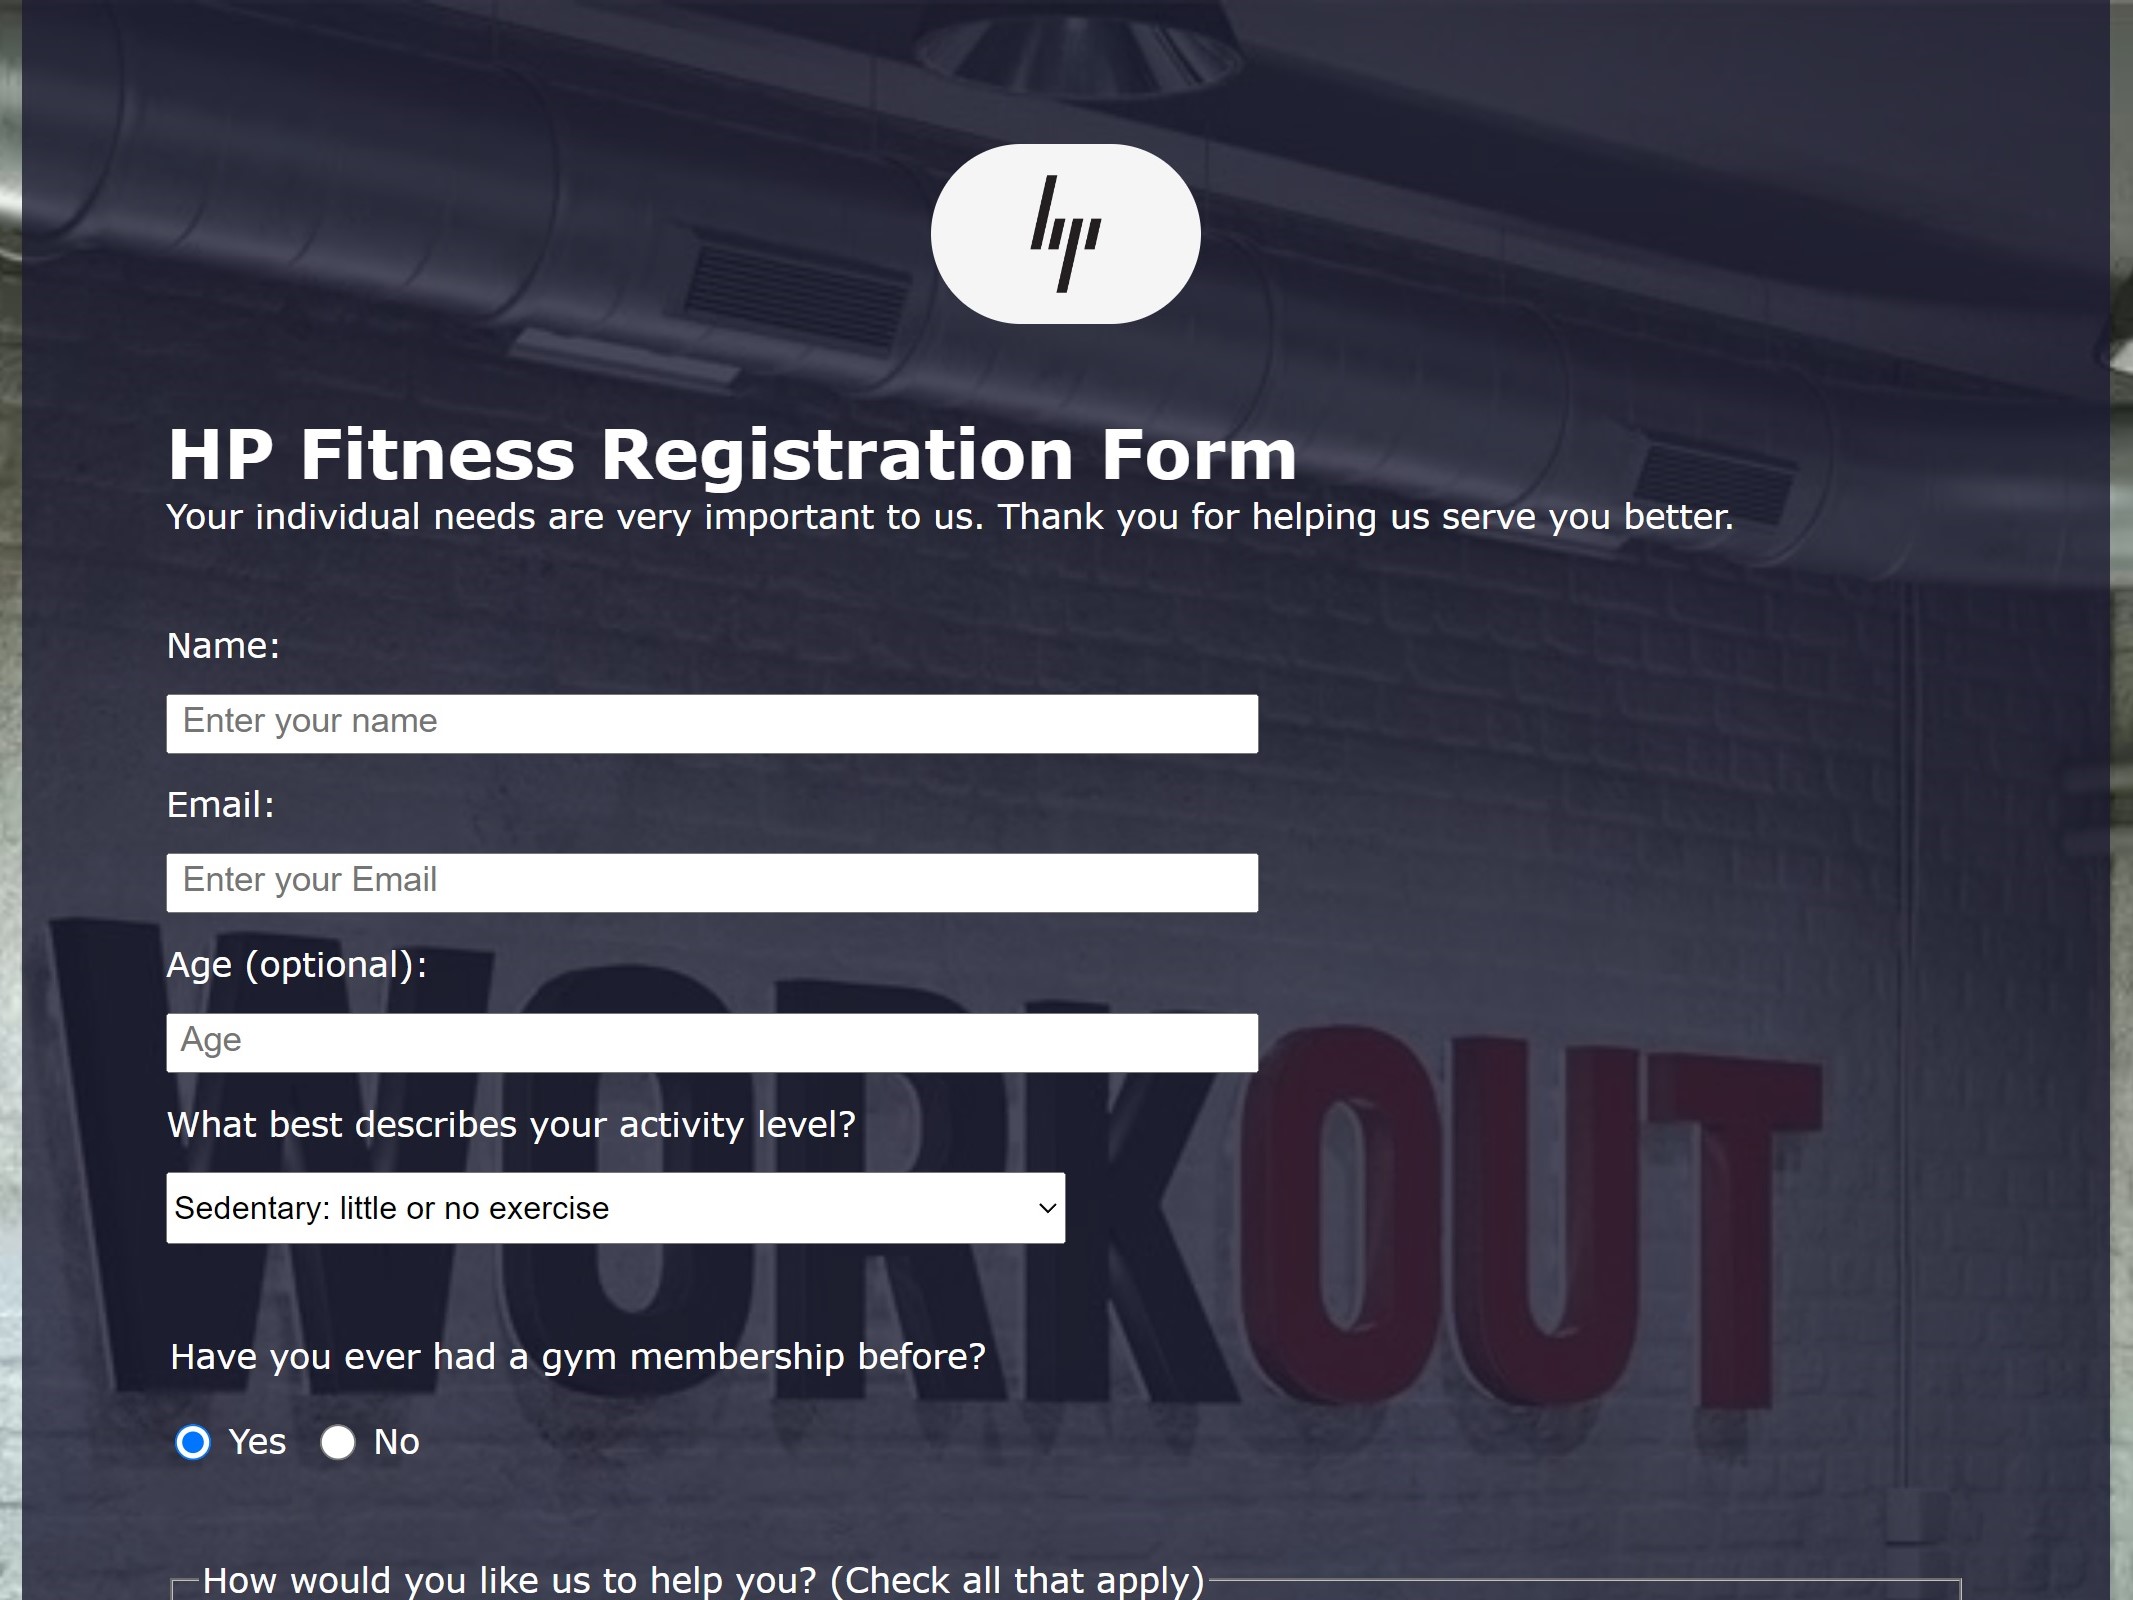 hp
HP Fitness Registration Form
Your individual needs are very important to us. Thank you for helping us serve you better.
Name:
Enter your name
Email:
Enter your Email
Age (optional):
Age
What best describes your activity level?
Sedentary: little or no exercise
WORKOUT
Have you ever had a gym membership before?
Yes No
How would you like us to help you? (Check all that apply)